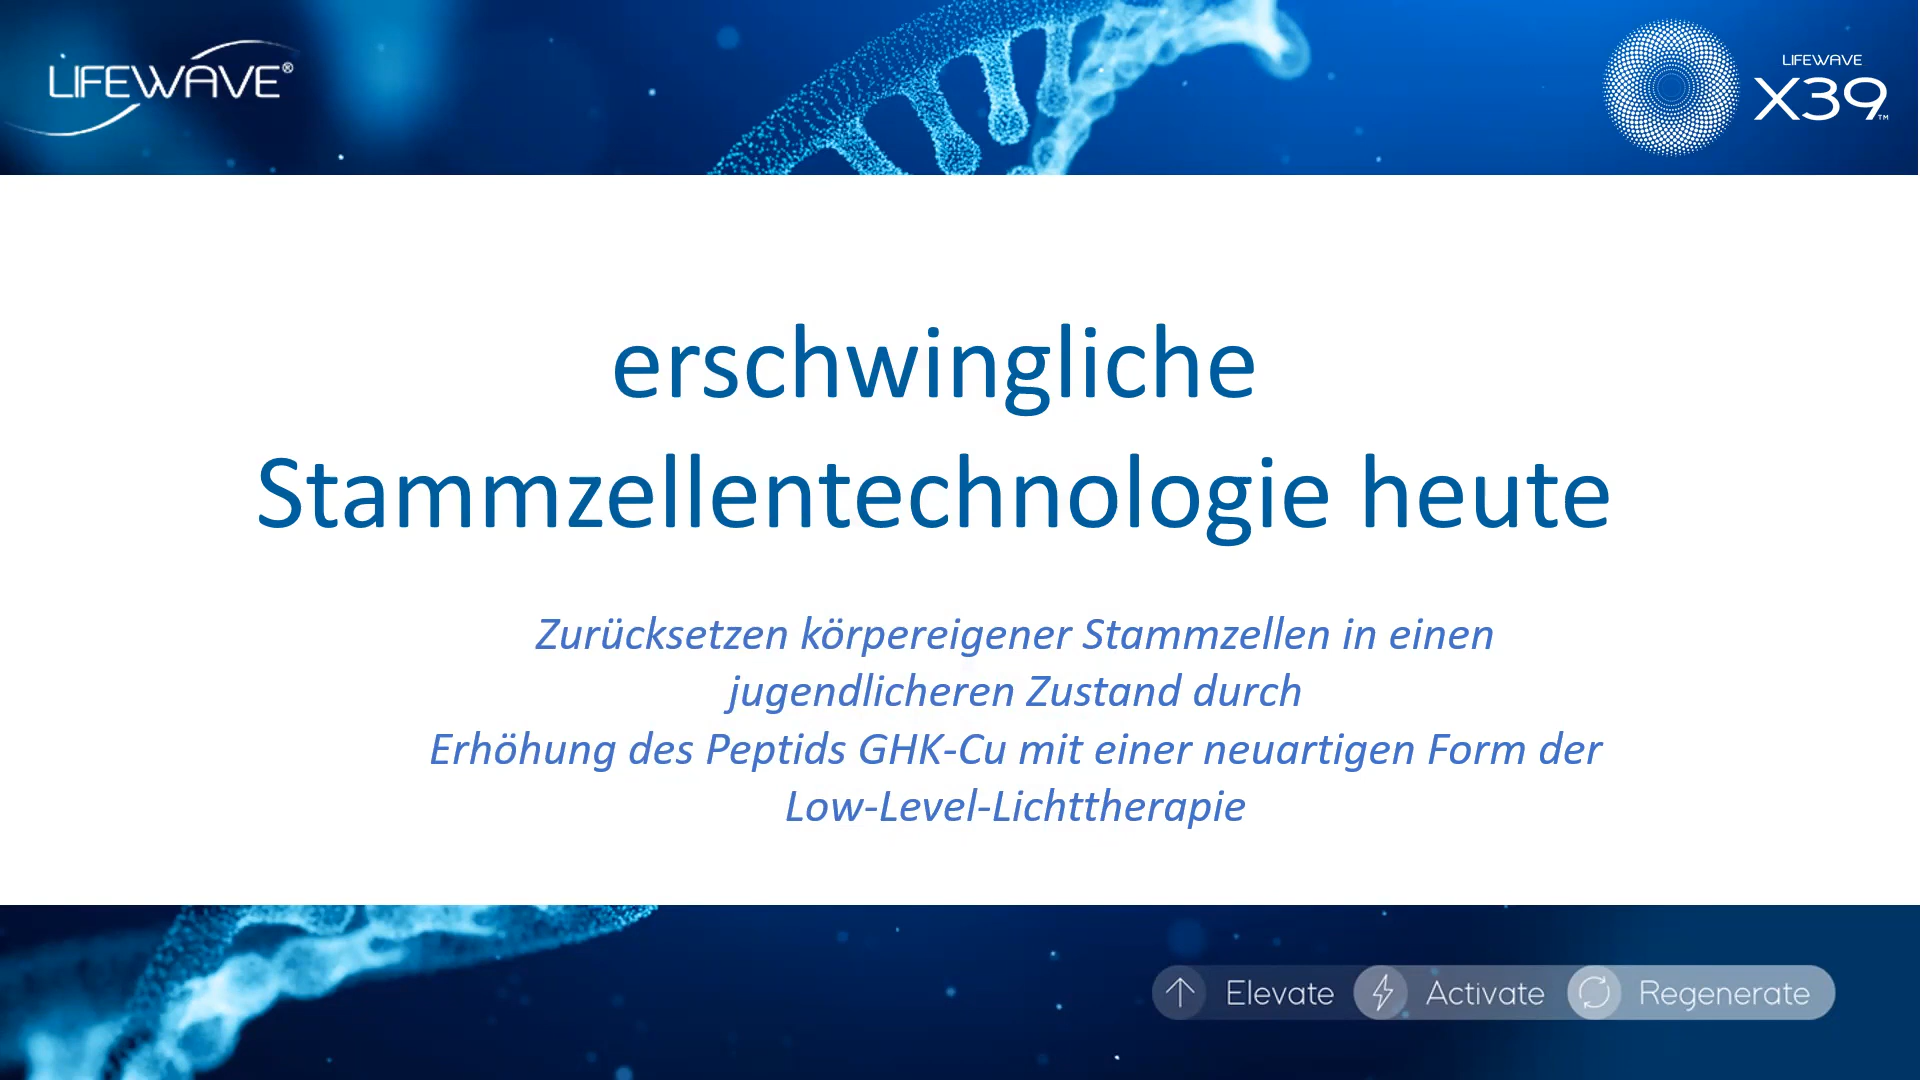 LIFEWAVE®
LIFEWAVE
X39™
erschwingliche
Stammzellentechnologie heute
Zurücksetzen körpereigener Stammzellen in einen
jugendlicheren Zustand durch
Erhöhung des Peptids GHK-Cu mit einer neuartigen Form der
Low-Level-Lichttherapie
Elevate Activate Regenerate